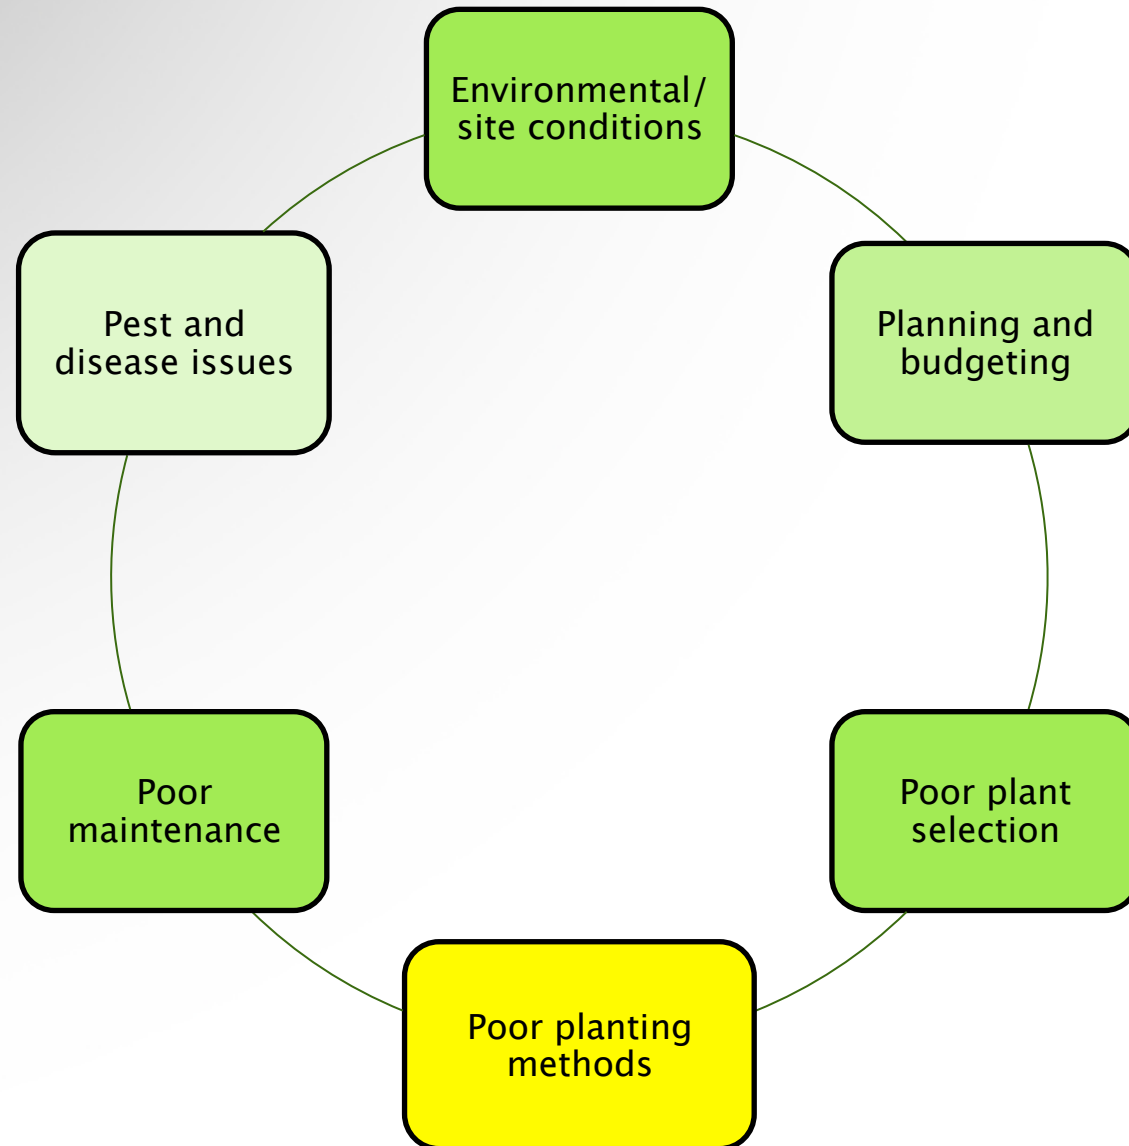 Environmental/
site conditions
Planning and
budgeting
Poor plant
selection
Poor planting
methods
Poor
maintenance
Pest and
disease issues